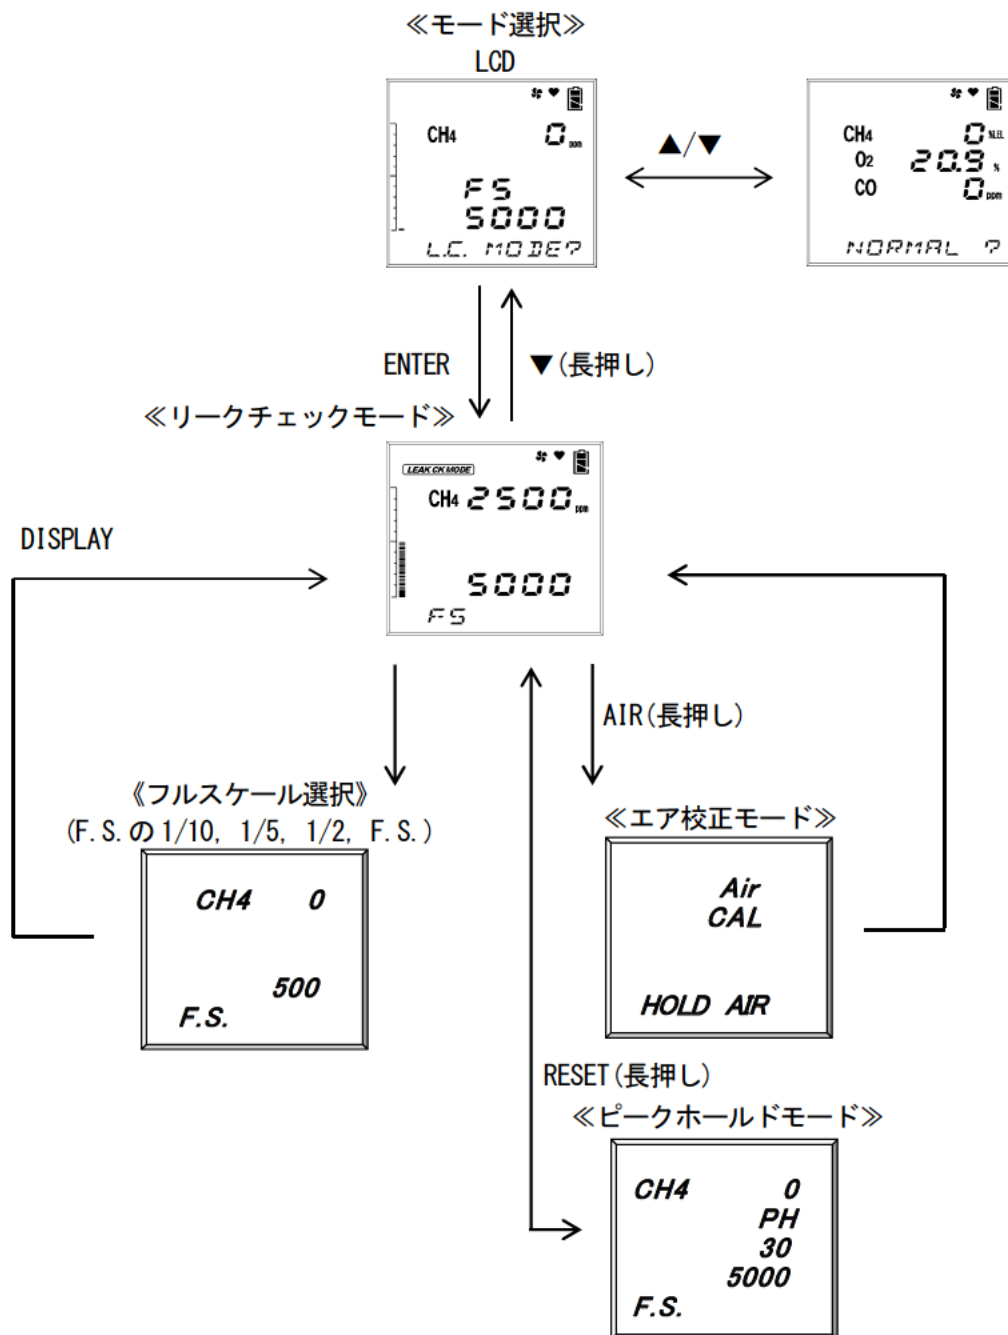 ≪モード選択≫
LCD
CH4 0 ppm
FS
5000
L.C. MODE?
▲/▼
CH4 0 %LEL
O2 20.9 %
CO 0 ppm
NORMAL ?
ENTER
▼(長押し)
≪リークチェックモード≫
LEAK CK MODE
CH4 2500 ppm
5000
FS
DISPLAY
AIR(長押し)
《フルスケール選択》
(F.S.の1/10, 1/5, 1/2, F.S.)
CH4 0
500
F.S.
≪エア校正モード≫
Air
CAL
HOLD AIR
RESET(長押し)
≪ピークホールドモード≫
CH4 0
PH
30
5000
F.S.